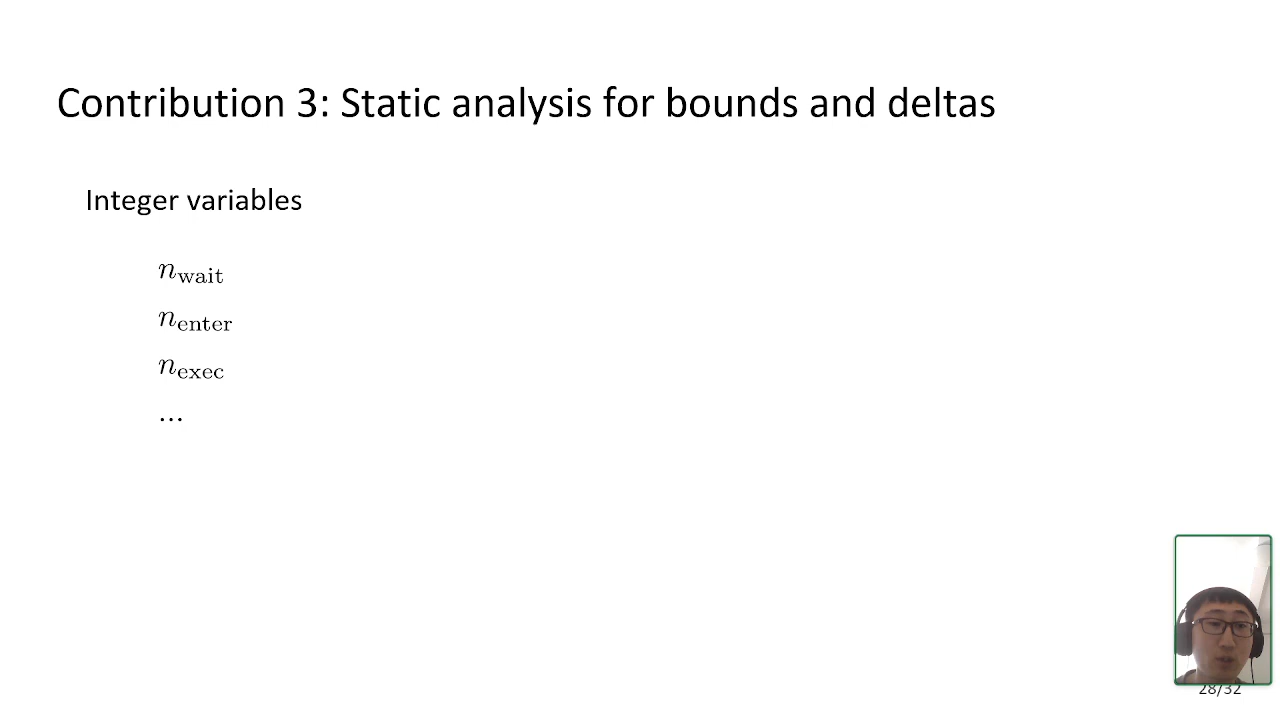 Contribution 3: Static analysis for bounds and deltas
Integer variables
n_wait
n_enter
n_exec
...
28/32